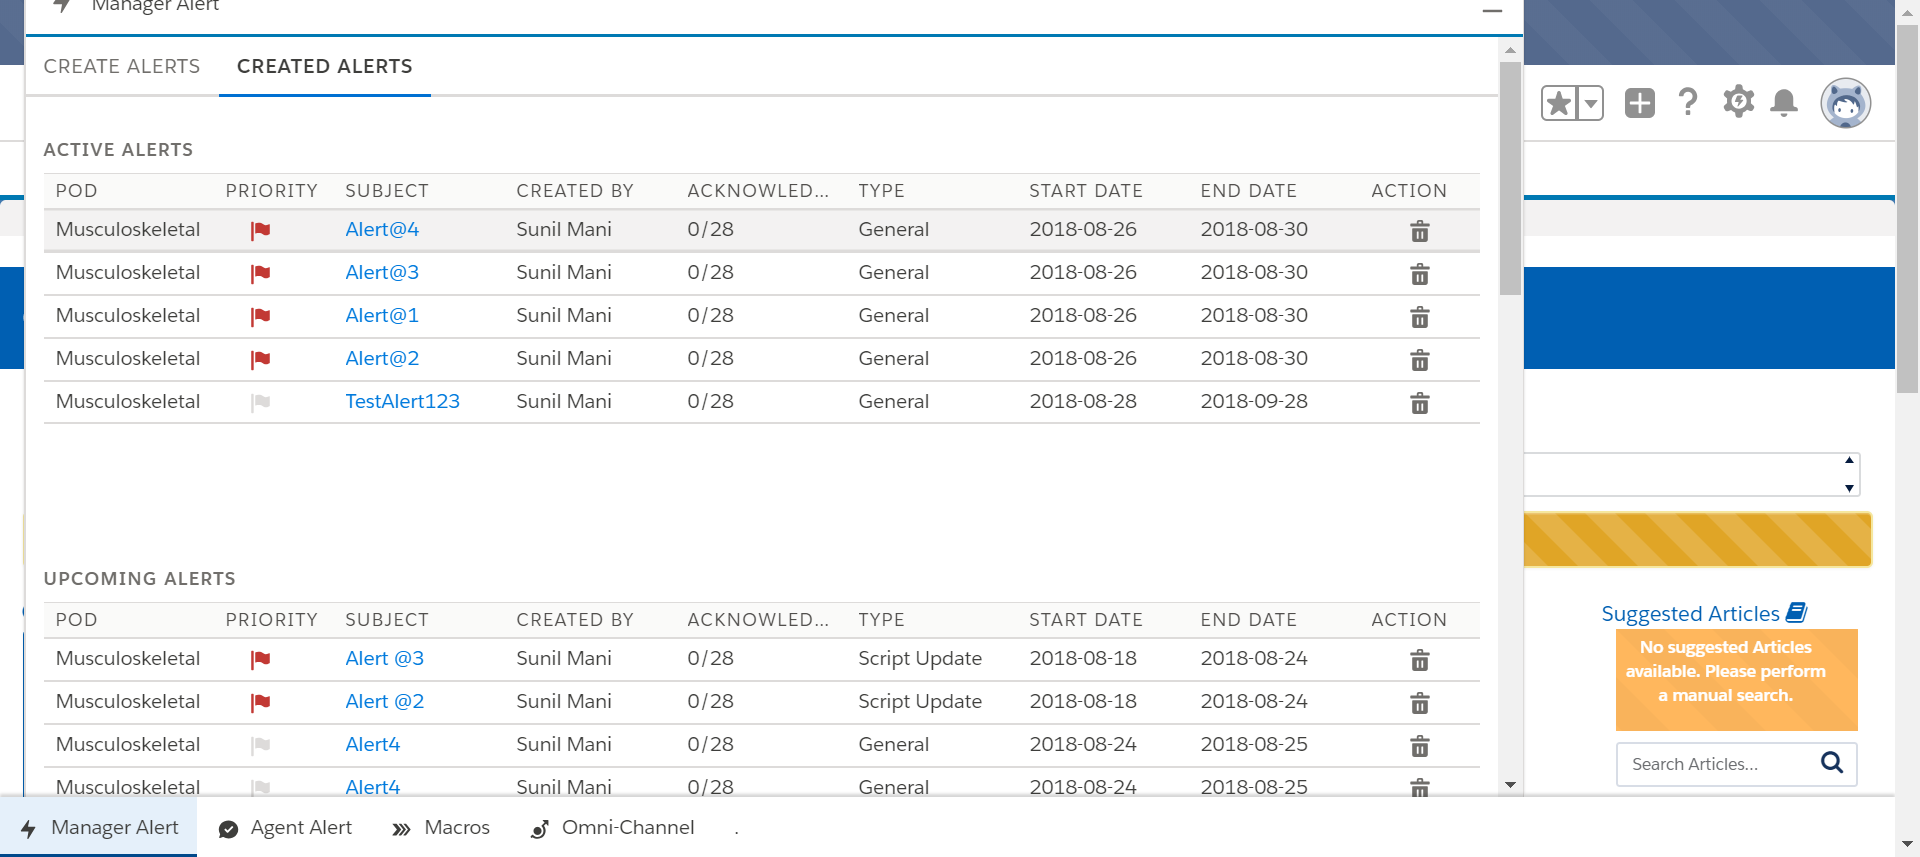 Manager Alert
CREATE ALERTS CREATED ALERTS
ACTIVE ALERTS
POD PRIORITY SUBJECT CREATED BY ACKNOWLED... TYPE START DATE END DATE ACTION
Musculoskeletal Alert@4 Sunil Mani 0/28 General 2018-08-26 2018-08-30
Musculoskeletal Alert@3 Sunil Mani 0/28 General 2018-08-26 2018-08-30
Musculoskeletal Alert@1 Sunil Mani 0/28 General 2018-08-26 2018-08-30
Musculoskeletal Alert@2 Sunil Mani 0/28 General 2018-08-26 2018-08-30
Musculoskeletal TestAlert123 Sunil Mani 0/28 General 2018-08-28 2018-09-28
UPCOMING ALERTS
POD PRIORITY SUBJECT CREATED BY ACKNOWLED... TYPE START DATE END DATE ACTION
Musculoskeletal Alert @3 Sunil Mani 0/28 Script Update 2018-08-18 2018-08-24
Musculoskeletal Alert @2 Sunil Mani 0/28 Script Update 2018-08-18 2018-08-24
Musculoskeletal Alert4 Sunil Mani 0/28 General 2018-08-24 2018-08-25
Musculoskeletal Alert4 Sunil Mani 0/28 General 2018-08-24 2018-08-25
Suggested Articles
No suggested Articles
available. Please perform
a manual search.
Search Articles...
Manager Alert Agent Alert Macros Omni-Channel .